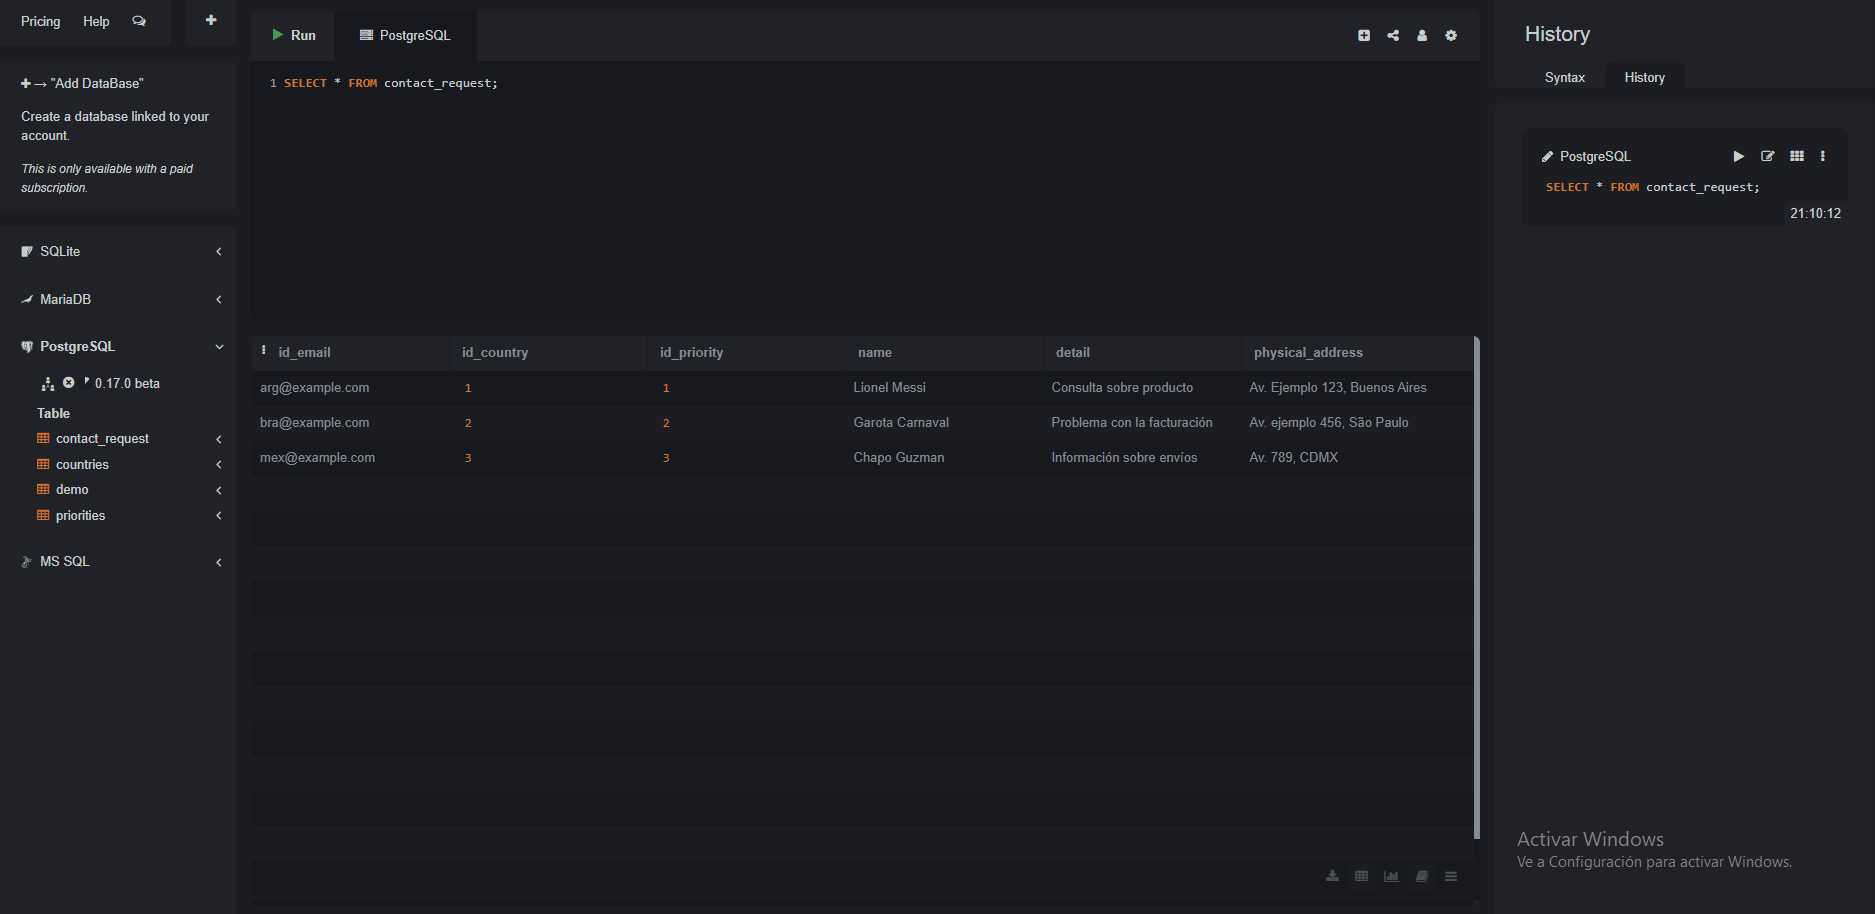 Pricing Help
"Add DataBase"
Create a database linked to your
account.
This is only available with a paid
subscription.
SQLite
MariaDB
PostgreSQL
0.17.0 beta
Table
contact_request
countries
demo
priorities
MS SQL
Run PostgreSQL
1 SELECT * FROM contact_request;
id_email id_country id_priority name detail physical_address
arg@example.com 1 1 Lionel Messi Consulta sobre producto Av. Ejemplo 123, Buenos Aires
bra@example.com 2 2 Garota Carnaval Problema con la facturación Av. ejemplo 456, São Paulo
mex@example.com 3 3 Chapo Guzman Información sobre envíos Av. 789, CDMX
History
Syntax History
PostgreSQL
SELECT * FROM contact_request;
21:10:12
Activar Windows
Ve a Configuración para activar Windows.